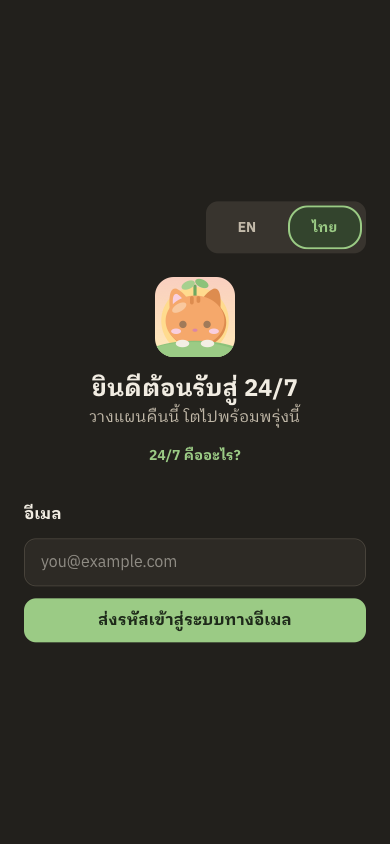 EN
ไทย
ยินดีต้อนรับสู่ 24/7
วางแผนคืนนี้ โตไปพร้อมพรุ่งนี้
24/7 คืออะไร?
อีเมล
you@example.com
ส่งรหัสเข้าสู่ระบบทางอีเมล